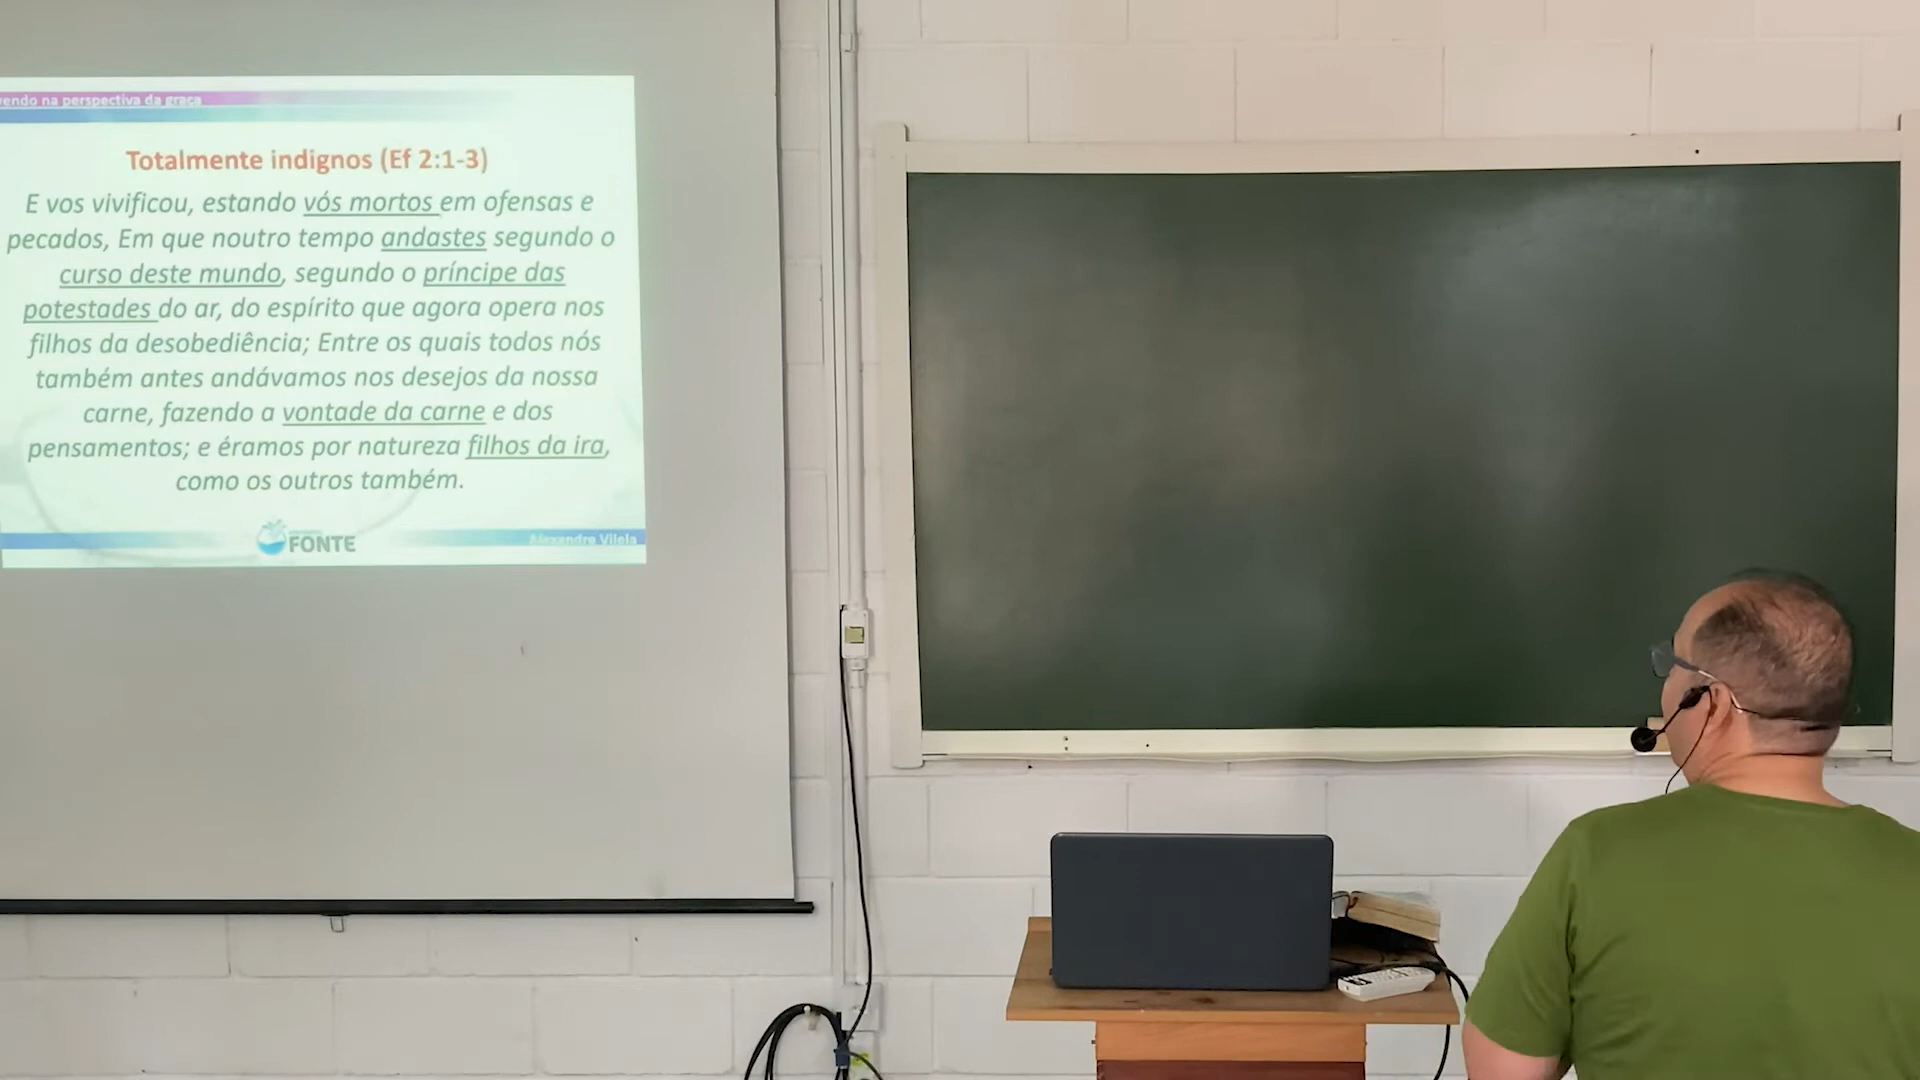 endo na perspectiva da graça
Totalmente indignos (Ef 2:1-3)
E vos vivificou, estando vós mortos em ofensas e
pecados, Em que noutro tempo andastes segundo o
curso deste mundo, segundo o príncipe das
potestades do ar, do espírito que agora opera nos
filhos da desobediência; Entre os quais todos nós
também antes andávamos nos desejos da nossa
carne, fazendo a vontade da carne e dos
pensamentos; e éramos por natureza filhos da ira,
como os outros também.
FONTE
Alexandre Vilela